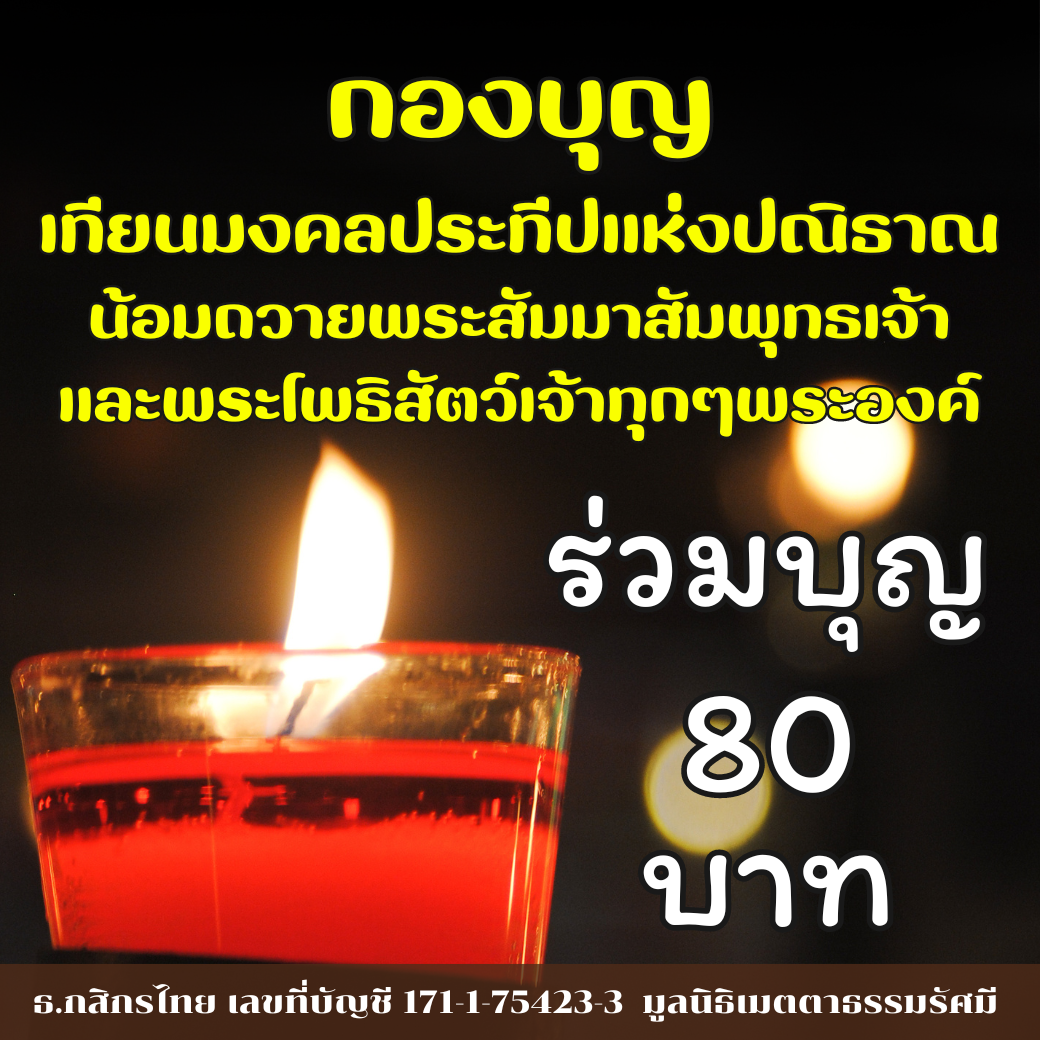 กองบุญ
เทียนมงคลประทีปแห่งปณิธาณ
น้อมถวายพระสัมมาสัมพุทธเจ้า
และพระโพธิสัตว์เจ้าทุกๆพระองค์
ร่วมบุญ
80
บาท
ธ.กสิกรไทย เลขที่บัญชี 171-1-75423-3 มูลนิธิเมตตาธรรมรัศมี